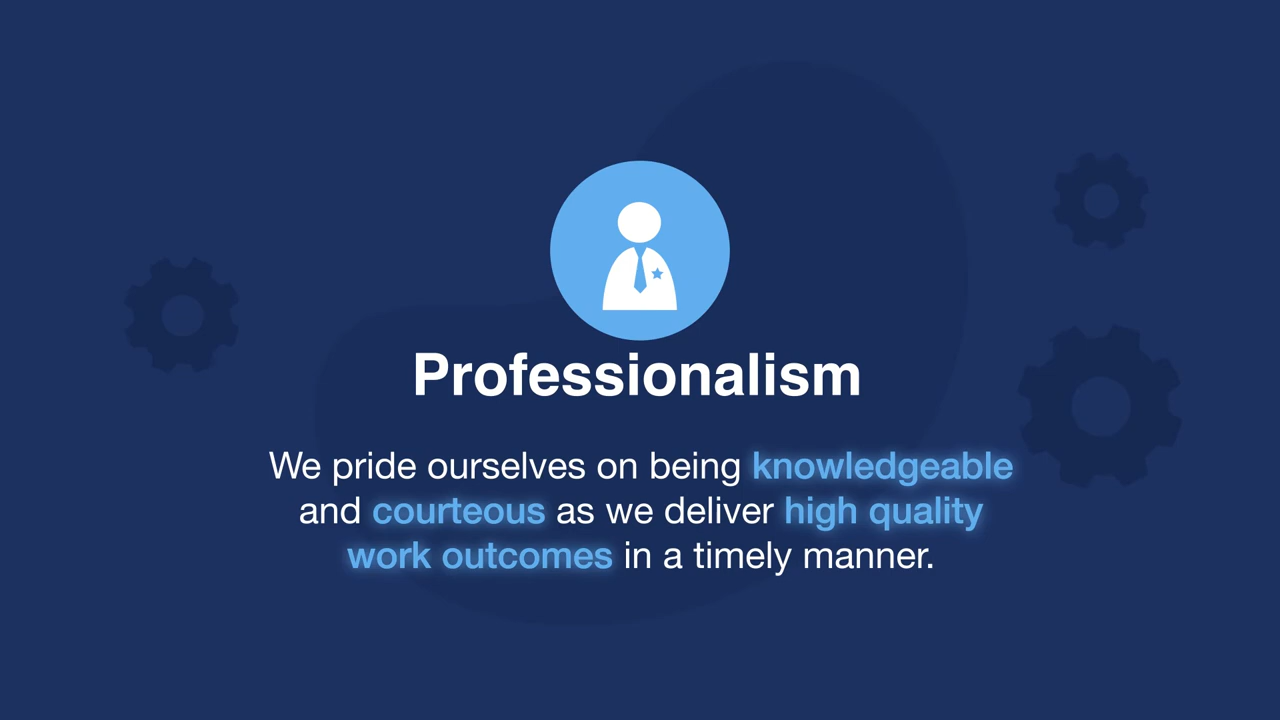 Professionalism
We pride ourselves on being knowledgeable
and courteous as we deliver high quality
work outcomes in a timely manner.